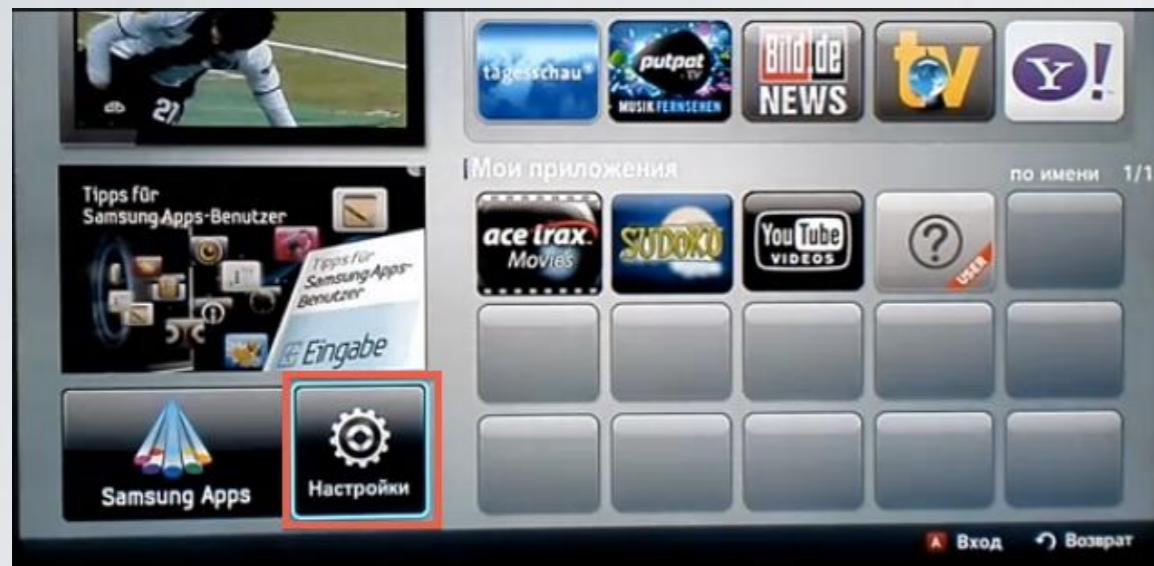 21
tagesschau
putpat
TV
MUSIK FERNSEHEN
Bild.de
NEWS
tv
Y!
Мои приложения
по имени 1/1
Tipps für
Samsung Apps-Benutzer
Tipps für
Samsung Apps-
Benutzer
Eingabe
ace trax.
Movies
SUDOKU
You Tube
VIDEOS
?
USER
Samsung Apps
Настройки
A Вход
Возврат